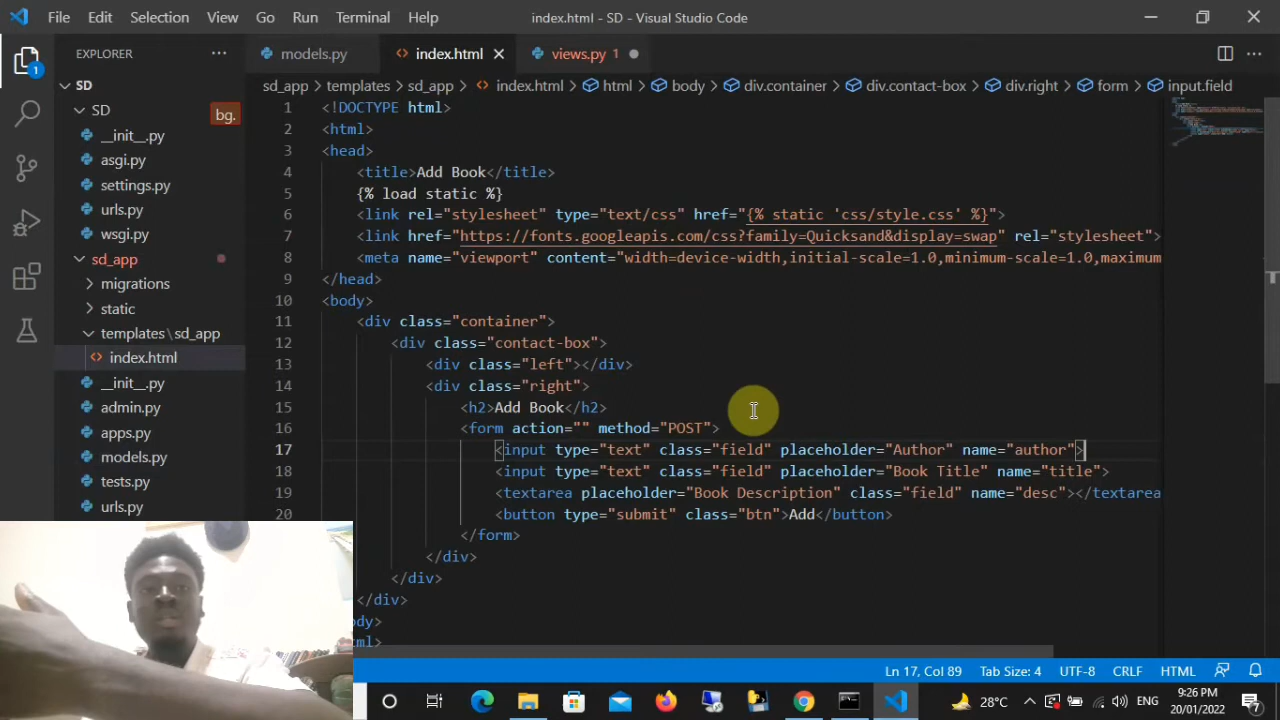 File Edit Selection View Go Run Terminal Help index.html - SD - Visual Studio Code
EXPLORER
models.py
index.html
views.py 1
sd_app > templates > sd_app > index.html > html > body > div.container > div.contact-box > div.right > form > input.field
1
SD
SD
bg.
__init__.py
asgi.py
settings.py
urls.py
wsgi.py
sd_app
migrations
static
templates\sd_app
index.html
__init__.py
admin.py
apps.py
models.py
tests.py
urls.py
1 <!DOCTYPE html>
2 <html>
3 <head>
4 <title>Add Book</title>
5 {% load static %}
6 <link rel="stylesheet" type="text/css" href="{% static 'css/style.css' %}">
7 <link href="https://fonts.googleapis.com/css?family=Quicksand&display=swap" rel="stylesheet">
8 <meta name="viewport" content="width=device-width,initial-scale=1.0,minimum-scale=1.0,maximum
9 </head>
10 <body>
11 <div class="container">
12 <div class="contact-box">
13 <div class="left"></div>
14 <div class="right">
15 <h2>Add Book</h2>
16 <form action="" method="POST">
17 <input type="text" class="field" placeholder="Author" name="author">
18 <input type="text" class="field" placeholder="Book Title" name="title">
19 <textarea placeholder="Book Description" class="field" name="desc"></textarea
20 <button type="submit" class="btn">Add</button>
</form>
</div>
</div>
</div>
body>
ml>
Ln 17, Col 89 Tab Size: 4 UTF-8 CRLF HTML
28°C ENG
9:26 PM
20/01/2022
7